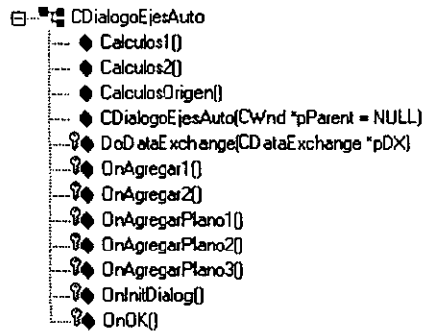 CDialogoEjesAuto
Calculos1()
Calculos2()
CalculosOrigen()
CDialogoEjesAuto(CWnd *pParent = NULL)
DoDataExchange(CDataExchange *pDX)
OnAgregar1()
OnAgregar2()
OnAgregarPlano1()
OnAgregarPlano2()
OnAgregarPlano3()
OnInitDialog()
OnOK()